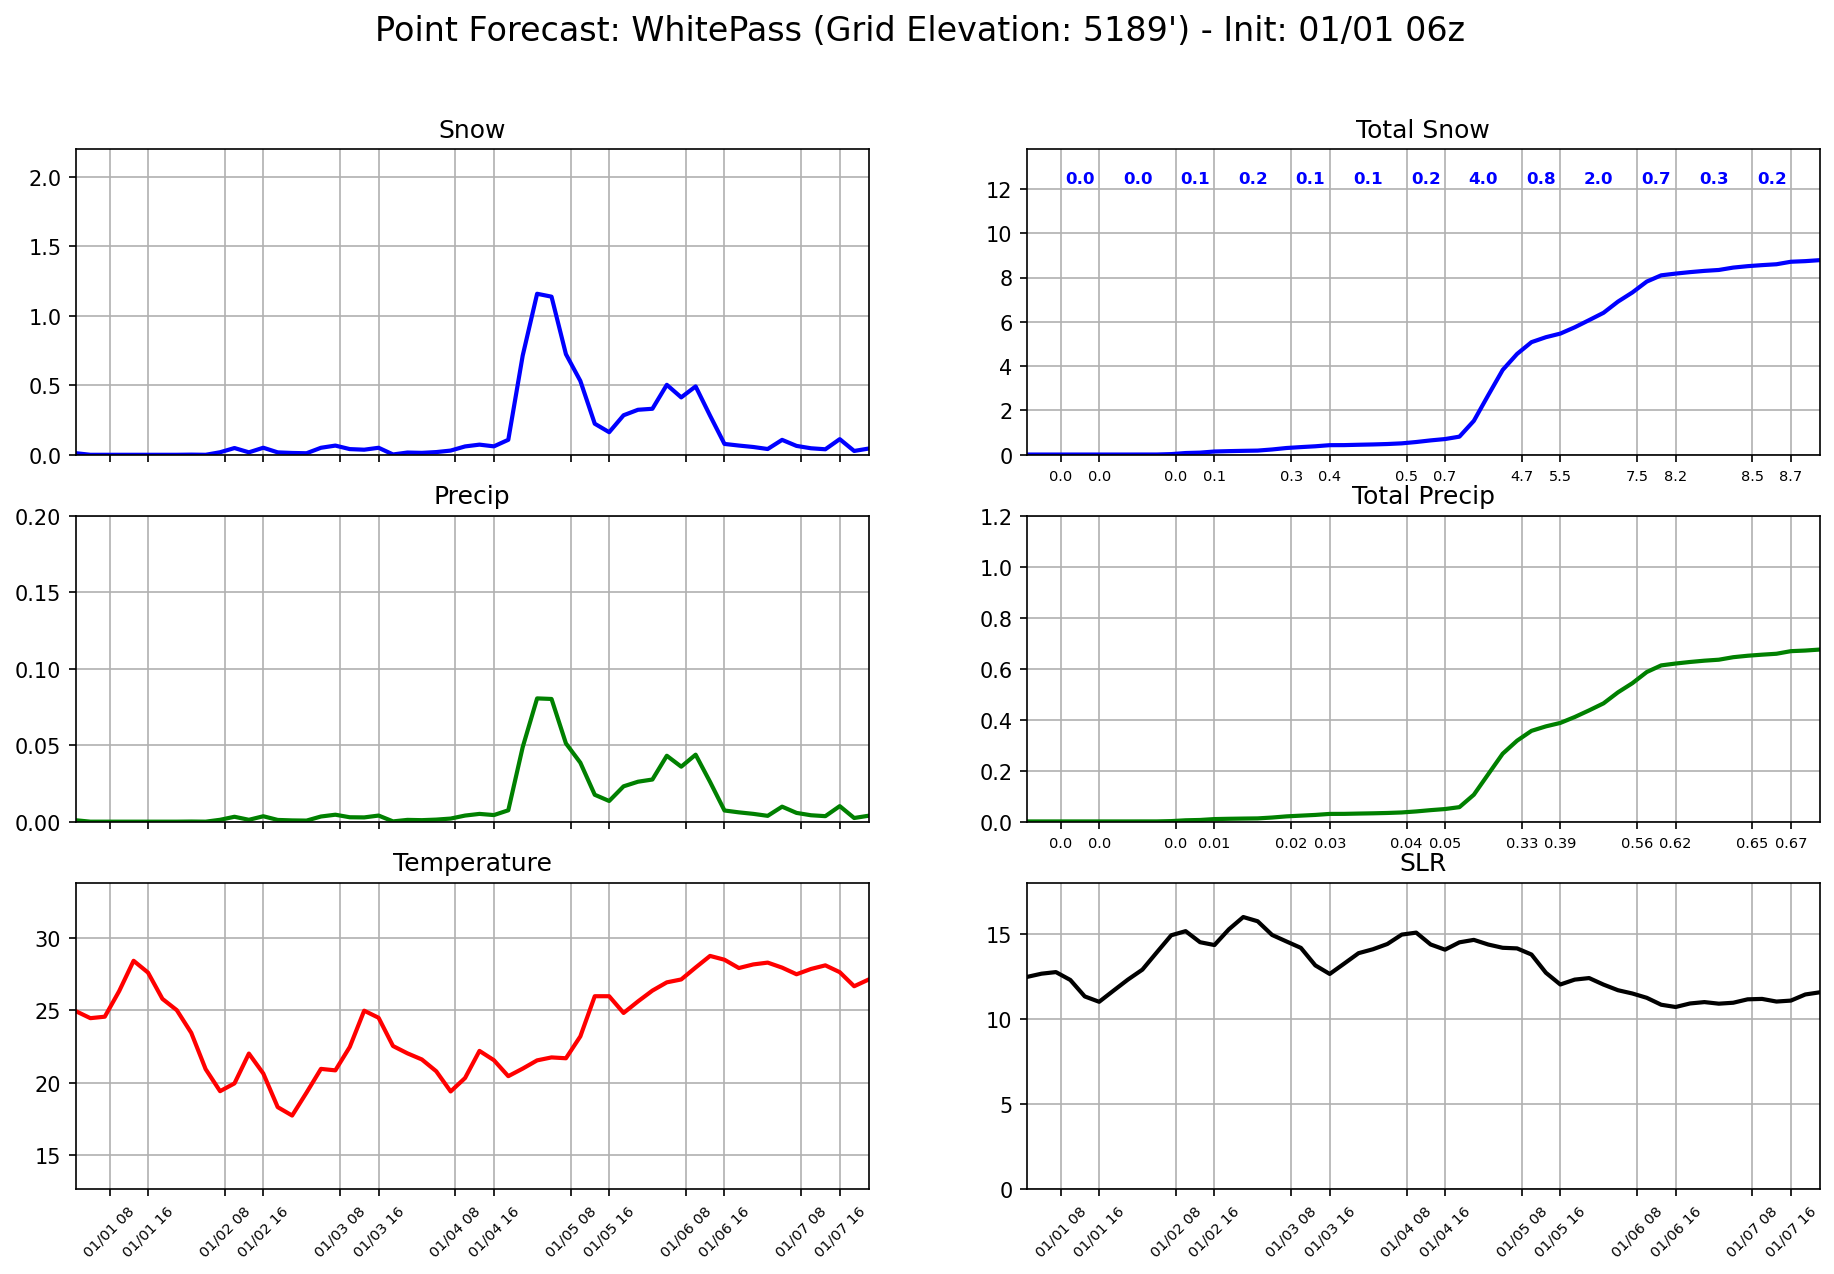 Point Forecast: WhitePass (Grid Elevation: 5189') - Init: 01/01 06z
Snow
2.0
1.5
1.0
0.5
0.0
Total Snow
0.0 0.0 0.1 0.2 0.1 0.1 0.2 4.0 0.8 2.0 0.7 0.3 0.2
12
10
8
6
4
2
0
0.0 0.0 0.0 0.1 0.3 0.4 0.5 0.7 4.7 5.5 7.5 8.2 8.5 8.7
Precip
0.20
0.15
0.10
0.05
0.00
Total Precip
1.2
1.0
0.8
0.6
0.4
0.2
0.0
0.0 0.0 0.0 0.01 0.02 0.03 0.04 0.05 0.33 0.39 0.56 0.62 0.65 0.67
Temperature
30
25
20
15
01/01 08 01/01 16 01/02 08 01/02 16 01/03 08 01/03 16 01/04 08 01/04 16 01/05 08 01/05 16 01/06 08 01/06 16 01/07 08 01/07 16
SLR
15
10
5
0
01/01 08 01/01 16 01/02 08 01/02 16 01/03 08 01/03 16 01/04 08 01/04 16 01/05 08 01/05 16 01/06 08 01/06 16 01/07 08 01/07 16